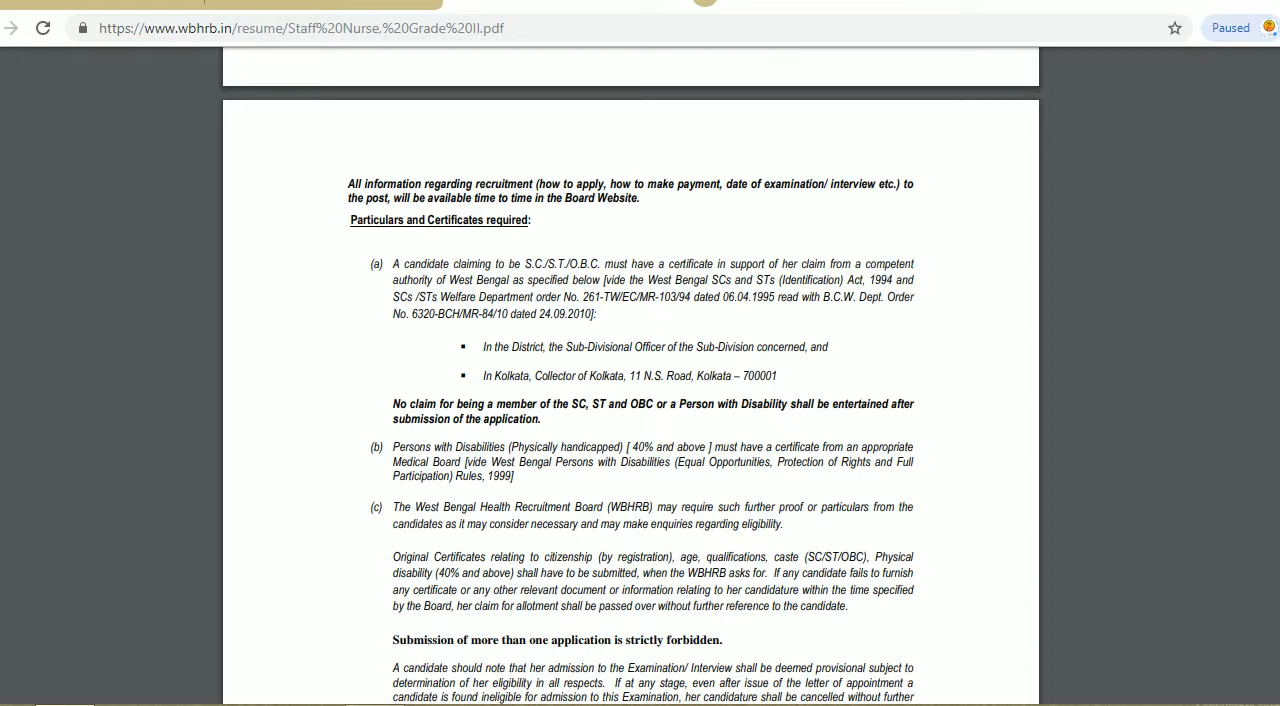 https://www.wbhrb.in/resume/Staff%20Nurse,%20Grade%20II.pdf
Paused
All information regarding recruitment (how to apply, how to make payment, date of examination/ interview etc.) to
the post, will be available time to time in the Board Website.
Particulars and Certificates required:
(a) A candidate claiming to be S.C./S.T./O.B.C. must have a certificate in support of her claim from a competent
authority of West Bengal as specified below [vide the West Bengal SCs and STs (Identification) Act, 1994 and
SCs /STs Welfare Department order No. 261-TW/EC/MR-103/94 dated 06.04.1995 read with B.C.W. Dept. Order
No. 6320-BCH/MR-84/10 dated 24.09.2010]:
▪ In the District, the Sub-Divisional Officer of the Sub-Division concerned, and
▪ In Kolkata, Collector of Kolkata, 11 N.S. Road, Kolkata – 700001
No claim for being a member of the SC, ST and OBC or a Person with Disability shall be entertained after
submission of the application.
(b) Persons with Disabilities (Physically handicapped) [ 40% and above ] must have a certificate from an appropriate
Medical Board [vide West Bengal Persons with Disabilities (Equal Opportunities, Protection of Rights and Full
Participation) Rules, 1999]
(c) The West Bengal Health Recruitment Board (WBHRB) may require such further proof or particulars from the
candidates as it may consider necessary and may make enquiries regarding eligibility.
Original Certificates relating to citizenship (by registration), age, qualifications, caste (SC/ST/OBC), Physical
disability (40% and above) shall have to be submitted, when the WBHRB asks for. If any candidate fails to furnish
any certificate or any other relevant document or information relating to her candidature within the time specified
by the Board, her claim for allotment shall be passed over without further reference to the candidate.
Submission of more than one application is strictly forbidden.
A candidate should note that her admission to the Examination/ Interview shall be deemed provisional subject to
determination of her eligibility in all respects. If at any stage, even after issue of the letter of appointment a
candidate is found ineligible for admission to this Examination, her candidature shall be cancelled without further